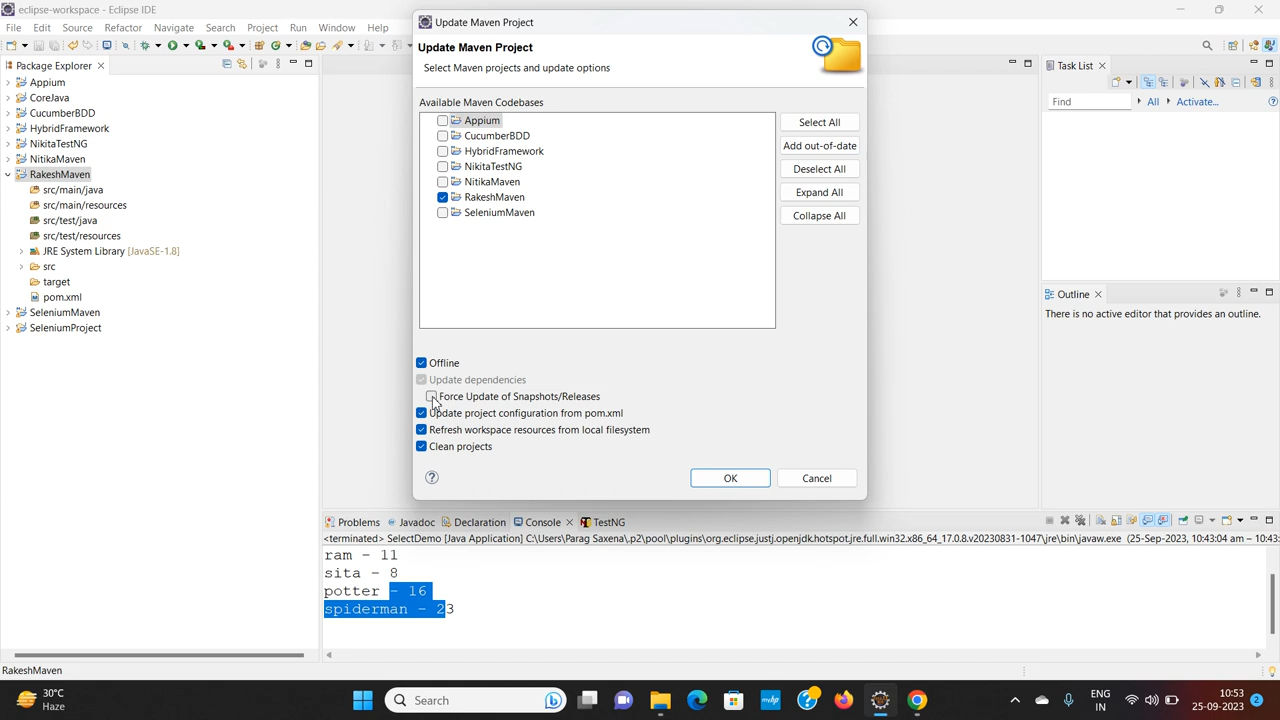 eclipse-workspace - Eclipse IDE
File Edit Source Refactor Navigate Search Project Run Window Help
Package Explorer
Appium
CoreJava
CucumberBDD
HybridFramework
NikitaTestNG
NitikaMaven
RakeshMaven
src/main/java
src/main/resources
src/test/java
src/test/resources
JRE System Library [JavaSE-1.8]
src
target
pom.xml
SeleniumMaven
SeleniumProject
Update Maven Project
Update Maven Project
Select Maven projects and update options
Available Maven Codebases
Appium
CucumberBDD
HybridFramework
NikitaTestNG
NitikaMaven
RakeshMaven
SeleniumMaven
Select All
Add out-of-date
Deselect All
Expand All
Collapse All
Offline
Update dependencies
Force Update of Snapshots/Releases
Update project configuration from pom.xml
Refresh workspace resources from local filesystem
Clean projects
OK Cancel
Task List
Find All Activate...
Outline
There is no active editor that provides an outline.
Problems Javadoc Declaration Console TestNG
<terminated> SelectDemo [Java Application] C:\Users\Parag Saxena\.p2\pool\plugins\org.eclipse.justj.openjdk.hotspot.jre.full.win32.x86_64_17.0.8.v20230831-1047\jre\bin\javaw.exe (25-Sep-2023, 10:43:04 am – 10:43:
ram - 11
sita - 8
potter - 16
spiderman - 23
RakeshMaven
30°C
Haze
Search
ENG
IN
10:53
25-09-2023
2